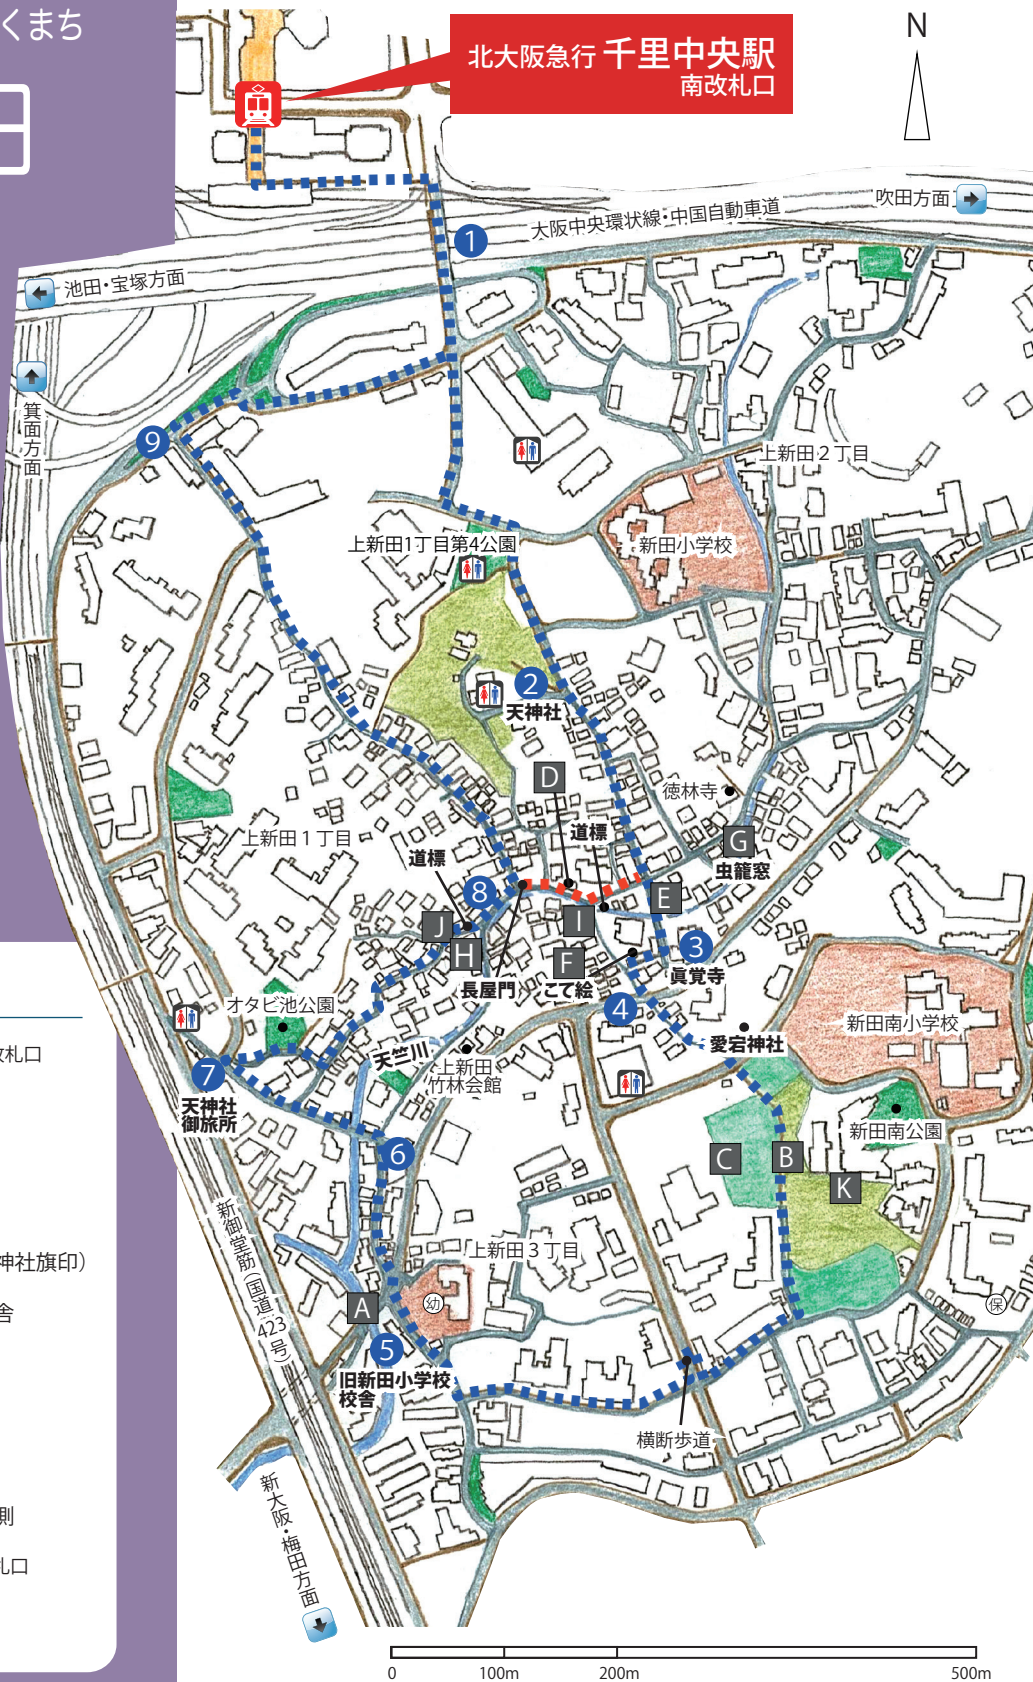 くまち
北大阪急行 千里中央駅
南改札口
N
吹田方面
大阪中央環状線・中国自動車道
1
池田・宝塚方面
箕面方面
9
上新田2丁目
新田小学校
上新田1丁目第4公園
2
天神社
D
徳林寺
道標
G
虫籠窓
上新田1丁目
道標
8
E
J
I
H
F
3
眞覚寺
長屋門
こて絵
4
オタビ池公園
改札口
愛宕神社
新田南小学校
天竺川
上新田
竹林会館
7
天神社
御旅所
新田南公園
6
C
B
K
新御堂筋(国道423号)
上新田3丁目
神社旗印)
舎
A
幼
保
5
旧新田小学校
校舎
横断歩道
新大阪・梅田方面
側
札口
0
100m
200m
500m